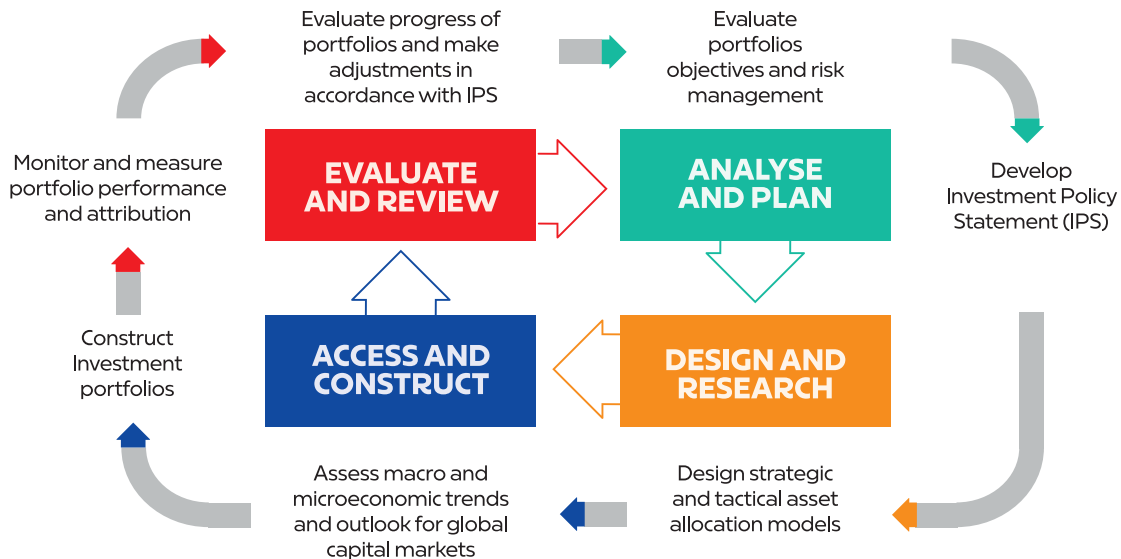 Evaluate progress of
portfolios and make
adjustments in
accordance with IPS
Evaluate
portfolios
objectives and risk
management
Develop
Investment Policy
Statement (IPS)
Design strategic
and tactical asset
allocation models
Assess macro and
microeconomic trends
and outlook for global
capital markets
Construct
Investment
portfolios
Monitor and measure
portfolio performance
and attribution
EVALUATE
AND REVIEW
ANALYSE
AND PLAN
DESIGN AND
RESEARCH
ACCESS AND
CONSTRUCT